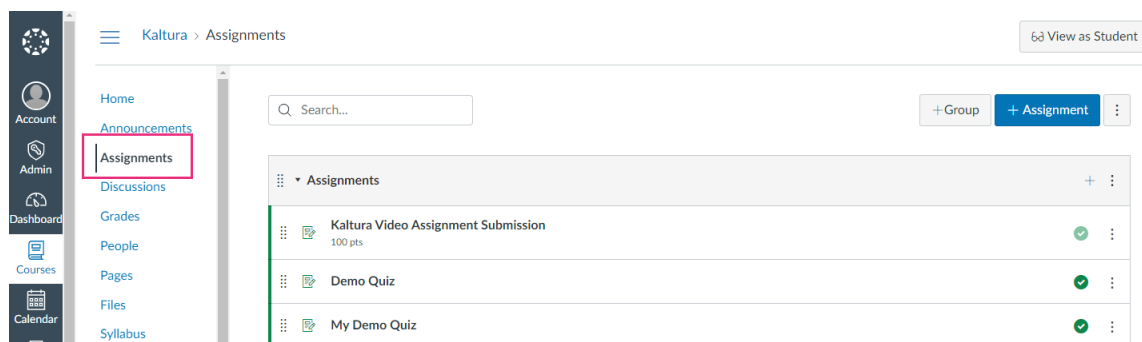 Kaltura > Assignments
View as Student
Account
Admin
Dashboard
Courses
Calendar
Home
Announcements
Assignments
Discussions
Grades
People
Pages
Files
Syllabus
Search...
+Group
+ Assignment
Assignments
Kaltura Video Assignment Submission
100 pts
Demo Quiz
My Demo Quiz